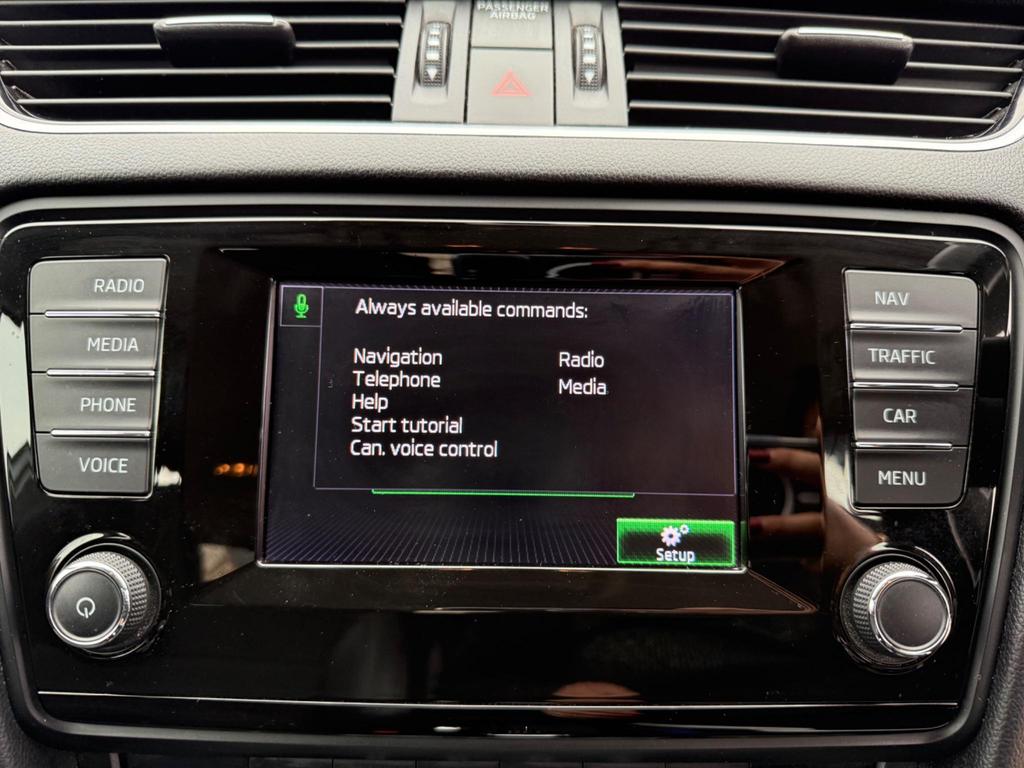 PASSENGER
AIRBAG
RADIO
MEDIA
PHONE
VOICE
Always available commands:
Navigation
Radio
Telephone
Media
Help
Start tutorial
Can. voice control
Setup
NAV
TRAFFIC
CAR
MENU